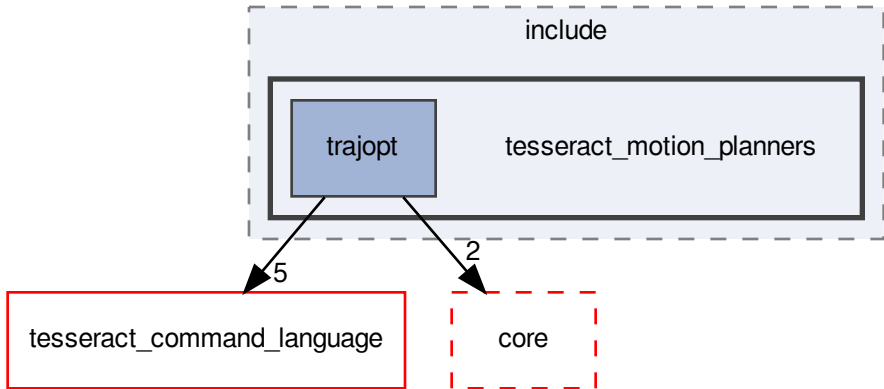 include
trajopt
tesseract_motion_planners
5
2
tesseract_command_language
core